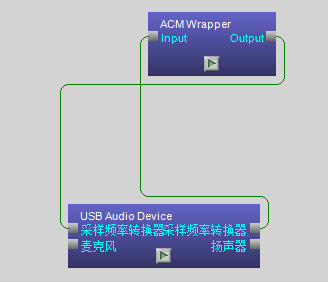 ACM Wrapper
Input Output
USB Audio Device
采样频率转换器 采样频率转换器
麦克风 扬声器